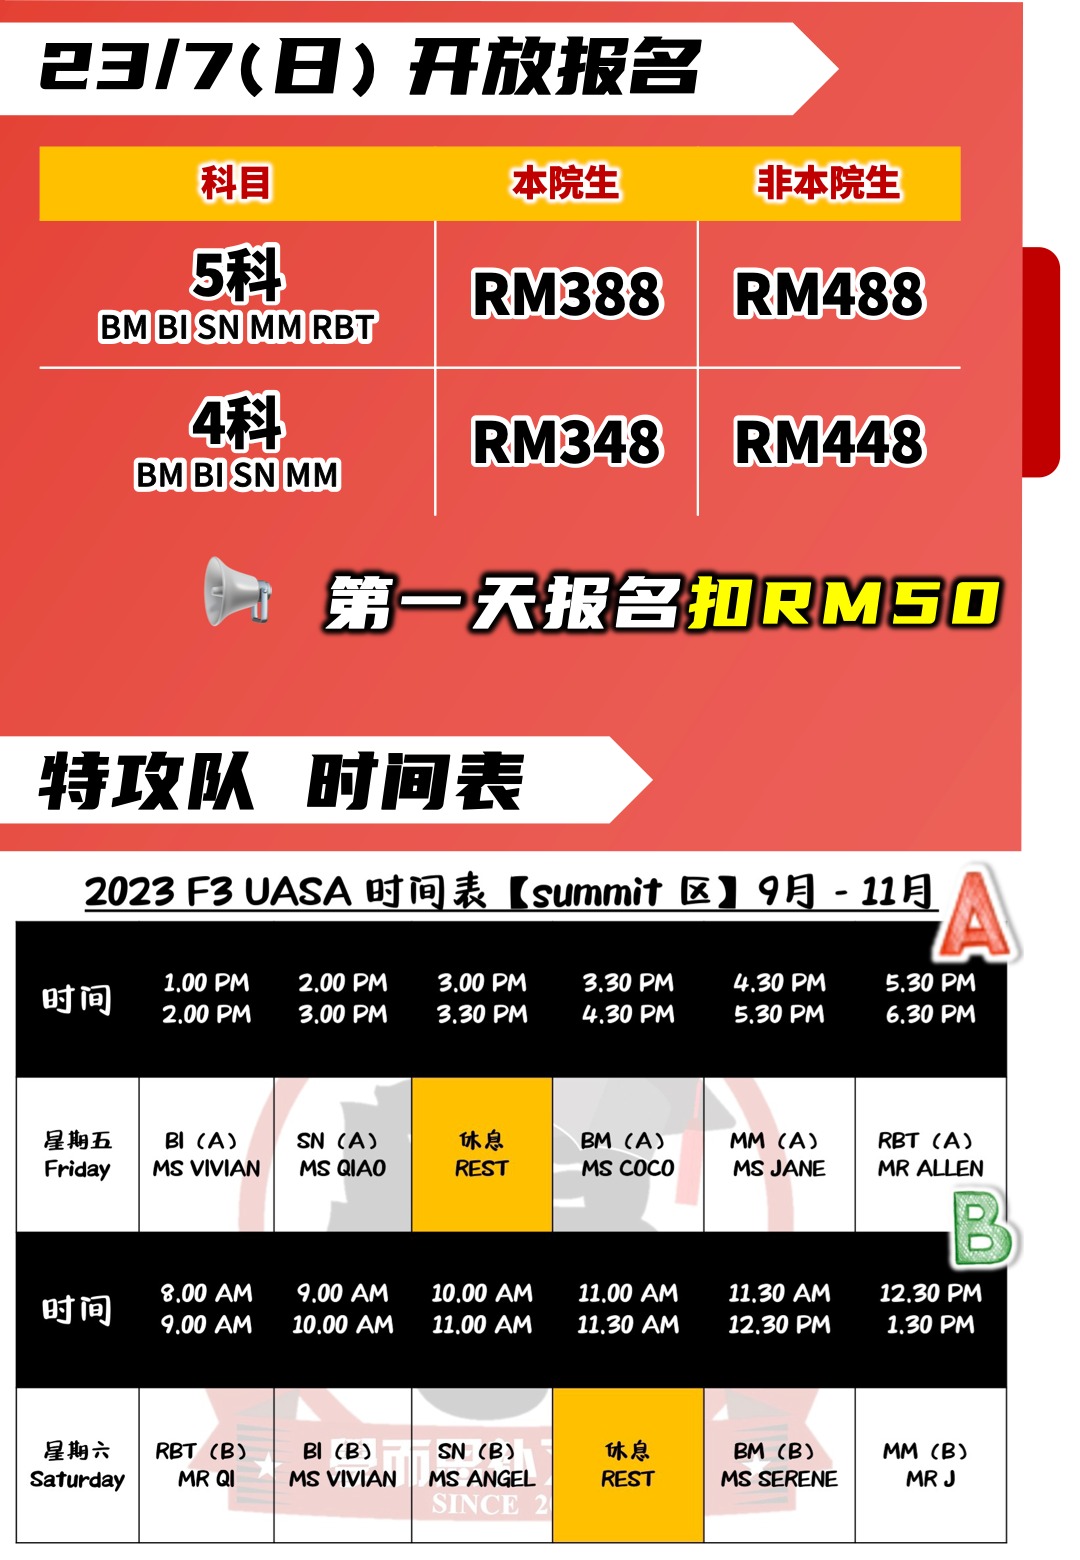 23/7(日) 开放报名
科目 本院生 非本院生
5科
BM BI SN MM RBT
RM388 RM488
4科
BM BI SN MM
RM348 RM448
第一天报名扣RM50
特攻队 时间表
2023 F3 UASA 时间表【summit 区】9月 - 11月
A
时间
1.00 PM 2.00 PM 3.00 PM 3.30 PM 4.30 PM 5.30 PM
2.00 PM 3.00 PM 3.30 PM 4.30 PM 5.30 PM 6.30 PM
星期五 BI (A) SN (A) 休息 BM (A) MM (A) RBT (A)
Friday MS VIVIAN MS QIAO REST MS COCO MS JANE MR ALLEN
B
时间
8.00 AM 9.00 AM 10.00 AM 11.00 AM 11.30 AM 12.30 PM
9.00 AM 10.00 AM 11.00 AM 11.30 AM 12.30 PM 1.30 PM
星期六 RBT (B) BI (B) SN (B) 休息 BM (B) MM (B)
Saturday MR QI MS VIVIAN MS ANGEL REST MS SERENE MR J
SINCE